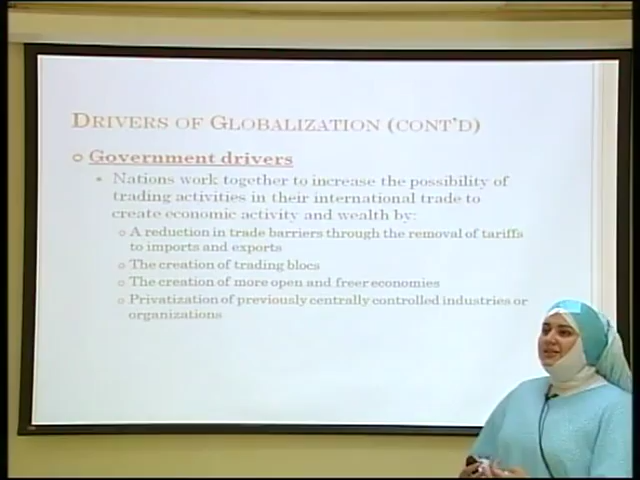 DRIVERS OF GLOBALIZATION (CONT'D)
Government drivers
Nations work together to increase the possibility of
trading activities in their international trade to
create economic activity and wealth by:
A reduction in trade barriers through the removal of tariffs
to imports and exports
The creation of trading blocs
The creation of more open and freer economies
Privatization of previously centrally controlled industries or
organizations